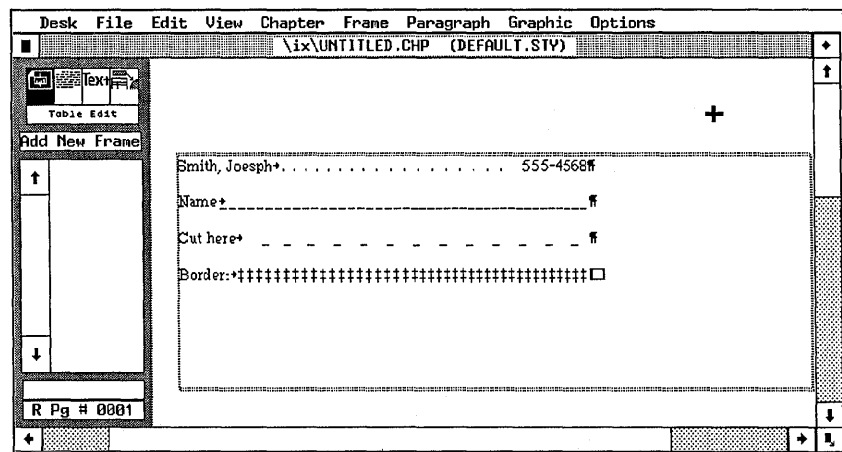 Desk File Edit View Chapter Frame Paragraph Graphic Options
\ix\UNTITLED.CHP (DEFAULT.STY)
Text
Table Edit
Add New Frame
Smith, Joesph→. . . . . . . . . . . . . . . . . . . 555-4568¶
Name→________________________________________¶
Cut here→ _ _ _ _ _ _ _ _ _ _ _ _ _ _ ¶
Border:→‡‡‡‡‡‡‡‡‡‡‡‡‡‡‡‡‡‡‡‡‡‡‡‡‡‡‡‡‡‡‡‡‡‡‡‡‡‡‡□
R Pg # 0001